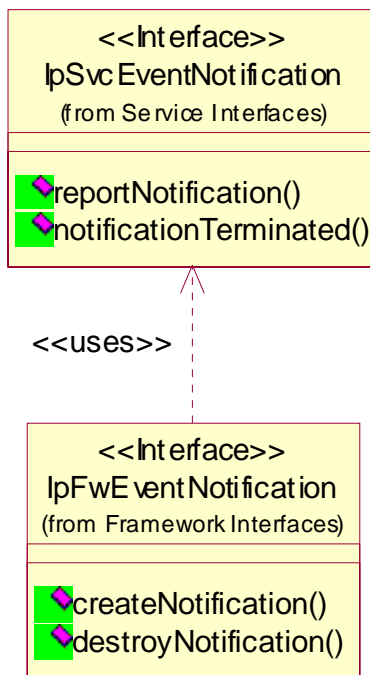 <<Interface>>
IpSvcEventNotification
(from Service Interfaces)
reportNotification()
notificationTerminated()
<<uses>>
<<Interface>>
IpFwEventNotification
(from Framework Interfaces)
createNotification()
destroyNotification()